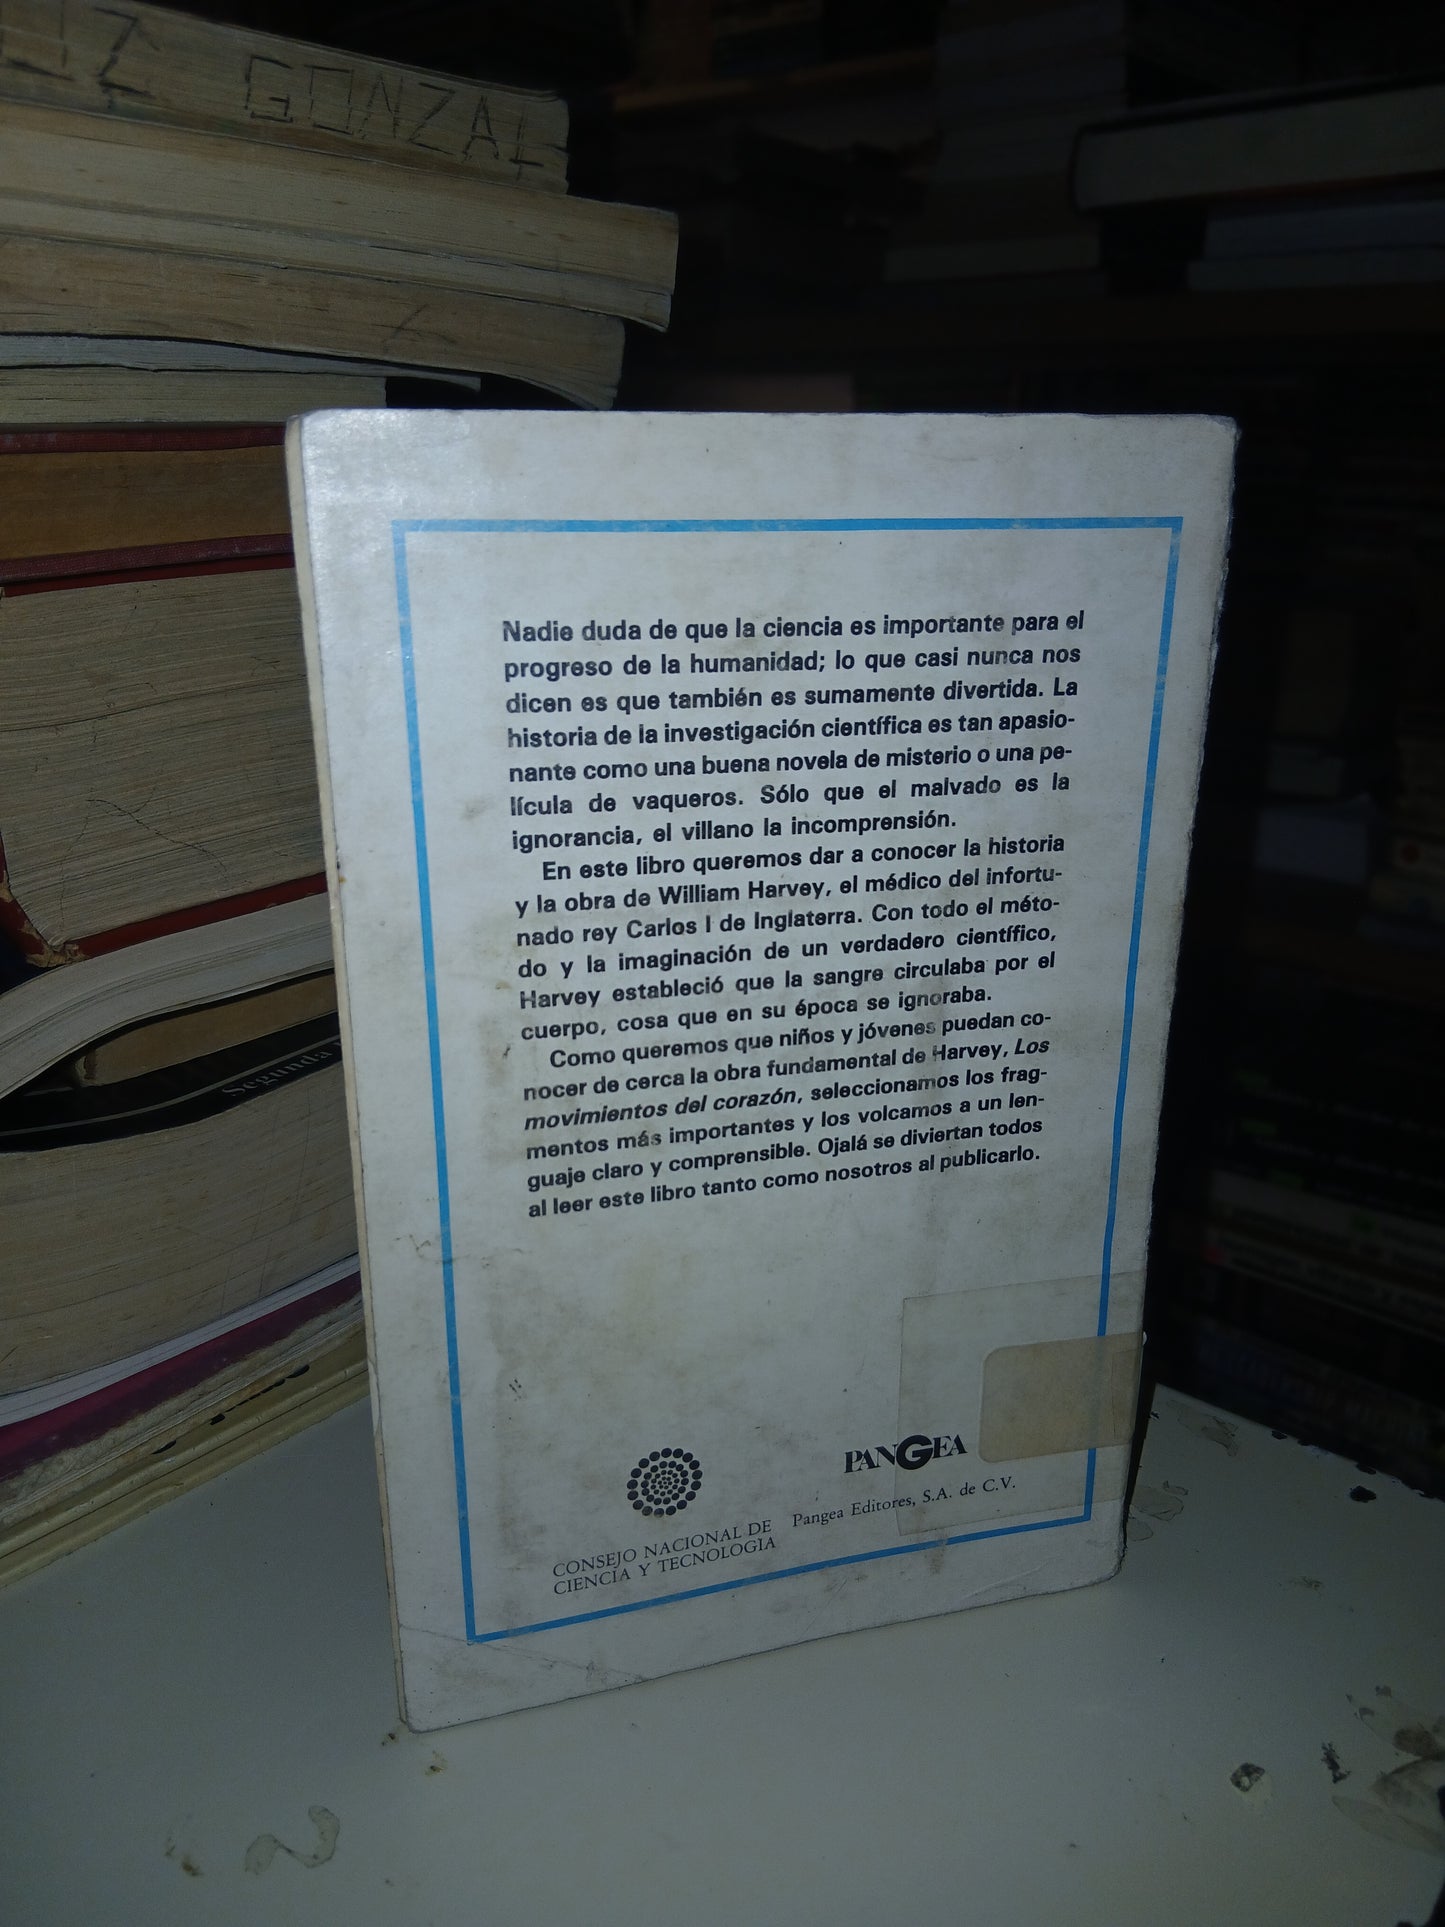 GONZAL
Segunda
Nadie duda de que la ciencia es importante para el
progreso de la humanidad; lo que casi nunca nos
dicen es que también es sumamente divertida. La
historia de la investigación científica es tan apasio-
nante como una buena novela de misterio o una pe-
lícula de vaqueros. Sólo que el malvado es la
ignorancia, el villano la incomprensión.
En este libro queremos dar a conocer la historia
y la obra de William Harvey, el médico del infortu-
nado rey Carlos I de Inglaterra. Con todo el méto-
do y la imaginación de un verdadero científico,
Harvey estableció que la sangre circulaba por el
cuerpo, cosa que en su época se ignoraba.
Como queremos que niños y jóvenes puedan co-
nocer de cerca la obra fundamental de Harvey, Los
movimientos del corazón, seleccionamos los frag-
mentos más importantes y los volcamos a un len-
guaje claro y comprensible. Ojalá se diviertan todos
al leer este libro tanto como nosotros al publicarlo.
CONSEJO NACIONAL DE
CIENCIA Y TECNOLOGIA
PANGEA
Pangea Editores, S.A. de C.V.